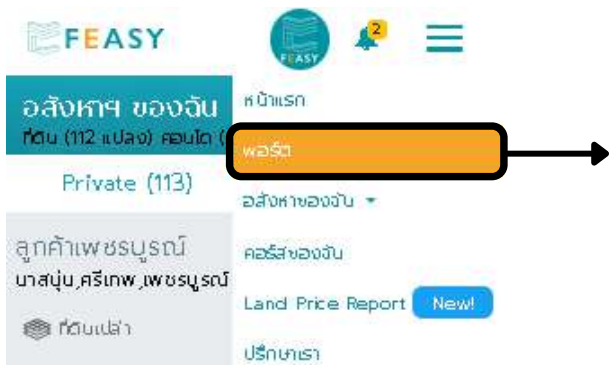 FEASY
FEASY
2
อสังหาฯ ของฉัน
ที่ดิน (112 แปลง) คอนโด (
Private (113)
ลูกค้าเพชรบูรณ์
นาสนุ่น,ศรีเทพ,เพชรบูรณ์
ที่ดินเปล่า
หน้าแรก
พอร์ต
อสังหาของฉัน
คอร์สของฉัน
Land Price Report New!
ปรึกษาเรา